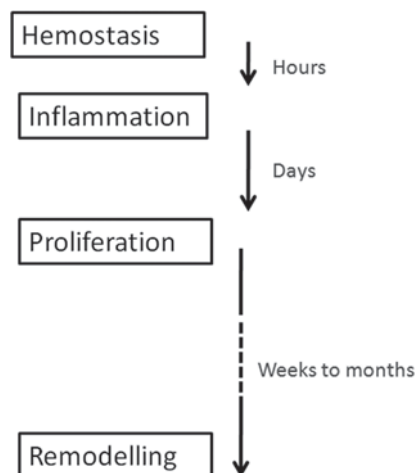 Hemostasis
Hours
Inflammation
Days
Proliferation
Weeks to months
Remodelling